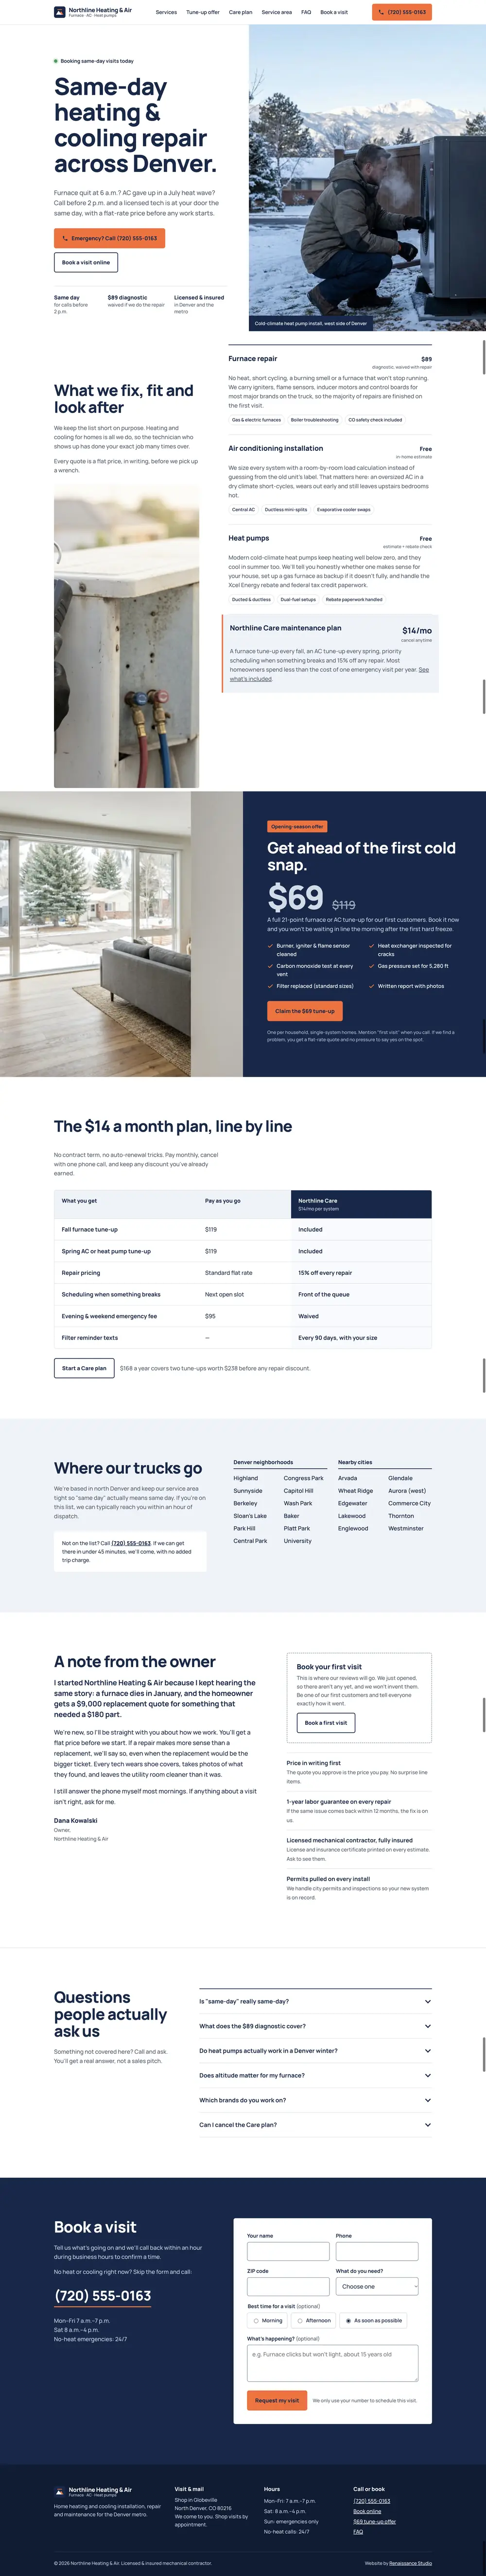 Northline Heating & Air
Furnace · AC · Heat pumps
Services
Tune-up offer
Care plan
Service area
FAQ
Book a visit
(720) 555-0163
Booking same-day visits today
Same-day
heating &
cooling repair
across Denver.
Furnace quit at 6 a.m.? AC gave up in a July heat wave?
Call before 2 p.m. and a licensed tech is at your door the
same day, with a flat-rate price before any work starts.
Emergency? Call (720) 555-0163
Book a visit online
Same day
for calls before
2 p.m.
$89 diagnostic
waived if we do the repair
Licensed & insured
in Denver and the
metro
Cold-climate heat pump install, west side of Denver
What we fix, fit and
look after
We keep the list short on purpose. Heating and
cooling for homes is all we do, so the technician who
shows up has done your exact job many times over.
Every quote is a flat price, in writing, before we pick up
a wrench.
Furnace repair
$89
diagnostic, waived with repair
No heat, short cycling, a burning smell or a furnace that won't stop running.
We carry igniters, flame sensors, inducer motors and control boards for
most major brands on the truck, so the majority of repairs are finished on
the first visit.
Gas & electric furnaces
Boiler troubleshooting
CO safety check included
Air conditioning installation
Free
in-home estimate
We size every system with a room-by-room load calculation instead of
guessing from the old unit's label. That matters here: an oversized AC in a
dry climate short-cycles, wears out early and still leaves upstairs bedrooms
hot.
Central AC
Ductless mini-splits
Evaporative cooler swaps
Heat pumps
Free
estimate + rebate check
Modern cold-climate heat pumps keep heating well below zero, and they
cool in summer too. We'll tell you honestly whether one makes sense for
your house, set up a gas furnace as backup if it doesn't fully, and handle the
Xcel Energy rebate and federal tax credit paperwork.
Ducted & ductless
Dual-fuel setups
Rebate paperwork handled
Northline Care maintenance plan
$14/mo
cancel anytime
A furnace tune-up every fall, an AC tune-up every spring, priority
scheduling when something breaks and 15% off any repair. Most
homeowners spend less than the cost of one emergency visit per year. See
what's included.
Opening-season offer
Get ahead of the first cold
snap.
$69 $119
A full 21-point furnace or AC tune-up for our first customers. Book it now
and you won't be waiting in line the morning after the first hard freeze.
Burner, igniter & flame sensor
cleaned
Heat exchanger inspected for
cracks
Carbon monoxide test at every
vent
Gas pressure set for 5,280 ft
Filter replaced (standard sizes)
Written report with photos
Claim the $69 tune-up
One per household, single-system homes. Mention "first visit" when you call. If we find a
problem, you get a flat-rate quote and no pressure to say yes on the spot.
The $14 a month plan, line by line
No contract term, no auto-renewal tricks. Pay monthly, cancel
with one phone call, and keep any discount you've already
earned.
What you get
Pay as you go
Northline Care
$14/mo per system
Fall furnace tune-up
$119
Included
Spring AC or heat pump tune-up
$119
Included
Repair pricing
Standard flat rate
15% off every repair
Scheduling when something breaks
Next open slot
Front of the queue
Evening & weekend emergency fee
$95
Waived
Filter reminder texts
—
Every 90 days, with your size
Start a Care plan
$168 a year covers two tune-ups worth $238 before any repair discount.
Where our trucks go
We're based in north Denver and keep our service area
tight so "same day" actually means same day. If you're on
this list, we can typically reach you within an hour of
dispatch.
Not on the list? Call (720) 555-0163. If we can get
there in under 45 minutes, we'll come, with no added
trip charge.
Denver neighborhoods
Highland
Sunnyside
Berkeley
Sloan's Lake
Park Hill
Central Park
Congress Park
Capitol Hill
Wash Park
Baker
Platt Park
University
Nearby cities
Arvada
Wheat Ridge
Edgewater
Lakewood
Englewood
Glendale
Aurora (west)
Commerce City
Thornton
Westminster
A note from the owner
I started Northline Heating & Air because I kept hearing the
same story: a furnace dies in January, and the homeowner
gets a $9,000 replacement quote for something that
needed a $180 part.
We're new, so I'll be straight with you about how we work. You'll get a
flat price before we start. If a repair makes more sense than a
replacement, we'll say so, even when the replacement would be the
bigger ticket. Every tech wears shoe covers, takes photos of what
they found, and leaves the utility room cleaner than it was.
I still answer the phone myself most mornings. If anything about a visit
isn't right, ask for me.
Dana Kowalski
Owner,
Northline Heating & Air
Book your first visit
This is where our reviews will go. We just opened,
so there aren't any yet, and we won't invent them.
Be one of our first customers and tell everyone
exactly how it went.
Book a first visit
Price in writing first
The quote you approve is the price you pay. No surprise line
items.
1-year labor guarantee on every repair
If the same issue comes back within 12 months, the fix is on
us.
Licensed mechanical contractor, fully insured
License and insurance certificate printed on every estimate.
Ask to see them.
Permits pulled on every install
We handle city permits and inspections so your new system
is on record.
Questions
people actually
ask us
Something not covered here? Call and ask.
You'll get a real answer, not a sales pitch.
Is "same-day" really same-day?
What does the $89 diagnostic cover?
Do heat pumps actually work in a Denver winter?
Does altitude matter for my furnace?
Which brands do you work on?
Can I cancel the Care plan?
Book a visit
Tell us what's going on and we'll call back within an hour
during business hours to confirm a time.
No heat or cooling right now? Skip the form and call:
(720) 555-0163
Mon–Fri 7 a.m.–7 p.m.
Sat 8 a.m.–4 p.m.
No-heat emergencies: 24/7
Your name
Phone
ZIP code
What do you need?
Choose one
Best time for a visit (optional)
Morning
Afternoon
As soon as possible
What's happening? (optional)
e.g. Furnace clicks but won't light, about 15 years old
Request my visit
We only use your number to schedule this visit.
Northline Heating & Air
Furnace · AC · Heat pumps
Home heating and cooling installation, repair
and maintenance for the Denver metro.
Visit & mail
Shop in Globeville
North Denver, CO 80216
We come to you. Shop visits by
appointment.
Hours
Mon–Fri: 7 a.m.–7 p.m.
Sat: 8 a.m.–4 p.m.
Sun: emergencies only
No-heat calls: 24/7
Call or book
(720) 555-0163
Book online
$69 tune-up offer
FAQ
© 2026 Northline Heating & Air. Licensed & insured mechanical contractor.
Website by Renaissance Studio